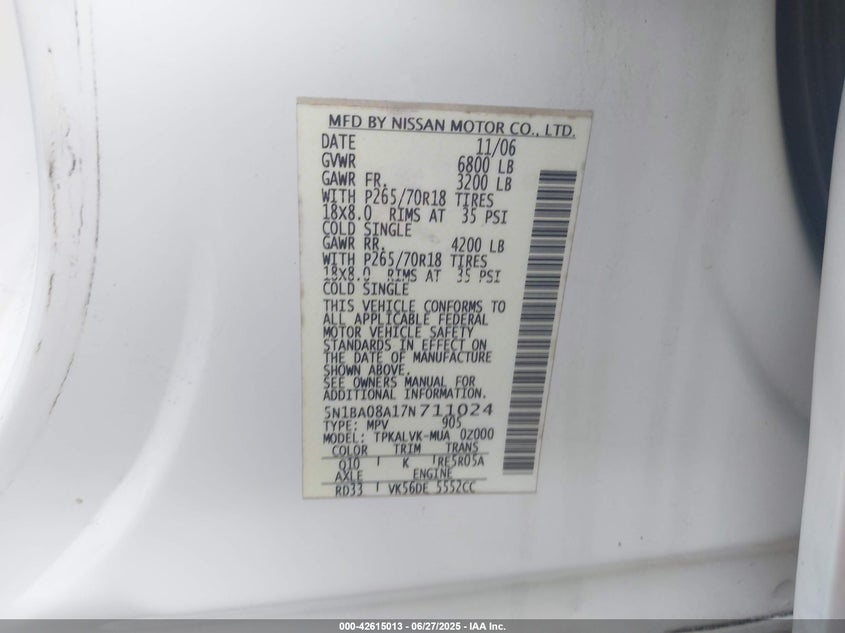 MFD BY NISSAN MOTOR CO., LTD.
DATE 11/06
GVWR 6800 LB
GAWR FR. 3200 LB
WITH P265/70R18 TIRES
18X8.0 RIMS AT 35 PSI
COLD SINGLE
GAWR RR. 4200 LB
WITH P265/70R18 TIRES
18X8.0 RIMS AT 35 PSI
COLD SINGLE
THIS VEHICLE CONFORMS TO
ALL APPLICABLE FEDERAL
MOTOR VEHICLE SAFETY
STANDARDS IN EFFECT ON
THE DATE OF MANUFACTURE
SHOWN ABOVE.
SEE OWNERS MANUAL FOR
ADDITIONAL INFORMATION.
5N1BA08A17N711024
TYPE: MPV 905
MODEL: TPKALVK-MUA 0Z000
COLOR TRIM TRANS
Q10 K RE5R05A
AXLE ENGINE
RD33 VK56DE 5552CC
000-42615013 - 06/27/2025 - IAA Inc.